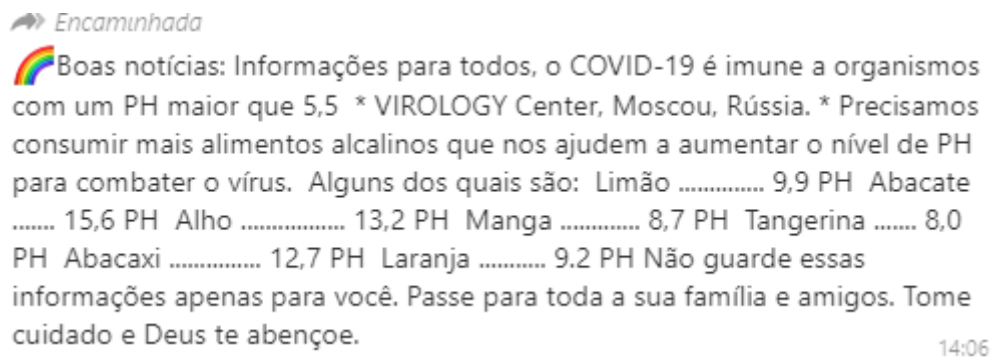 Encaminhada
🌈Boas notícias: Informações para todos, o COVID-19 é imune a organismos
com um PH maior que 5,5 * VIROLOGY Center, Moscou, Rússia. * Precisamos
consumir mais alimentos alcalinos que nos ajudem a aumentar o nível de PH
para combater o vírus. Alguns dos quais são: Limão ............... 9,9 PH Abacate
....... 15,6 PH Alho .................. 13,2 PH Manga .............. 8,7 PH Tangerina ....... 8,0
PH Abacaxi ................ 12,7 PH Laranja ........... 9.2 PH Não guarde essas
informações apenas para você. Passe para toda a sua família e amigos. Tome
cuidado e Deus te abençoe.
14:06